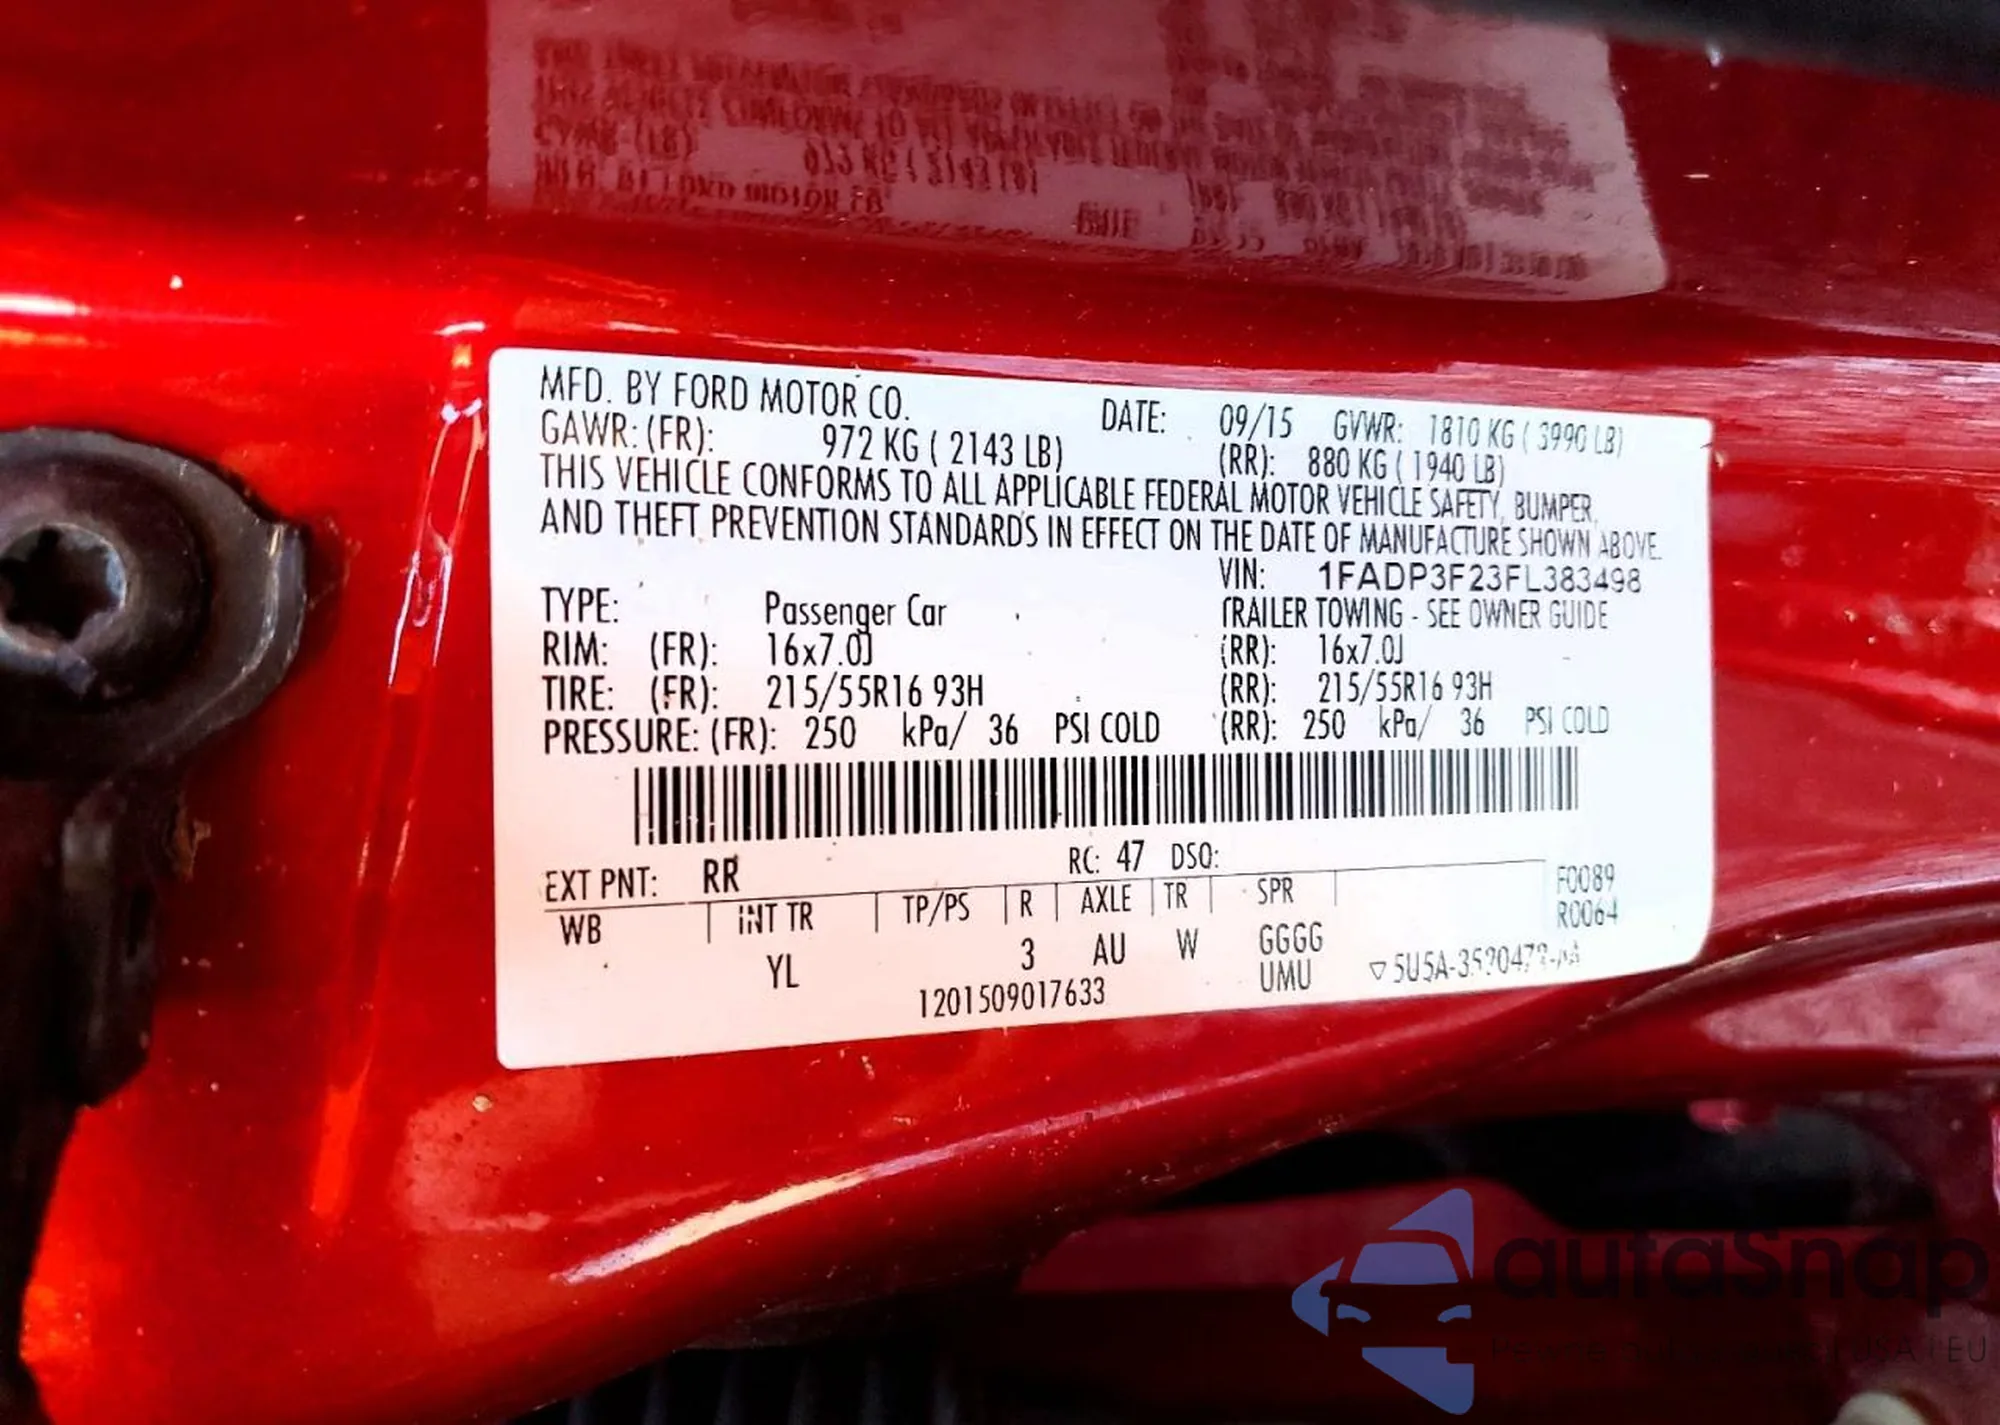 MFD. BY FORD MOTOR CO. DATE: 09/15 GVWR: 1810 KG ( 3990 LB)
GAWR: (FR): 972 KG ( 2143 LB) (RR): 880 KG ( 1940 LB)
THIS VEHICLE CONFORMS TO ALL APPLICABLE FEDERAL MOTOR VEHICLE SAFETY, BUMPER,
AND THEFT PREVENTION STANDARDS IN EFFECT ON THE DATE OF MANUFACTURE SHOWN ABOVE.
VIN: 1FADP3F23FL383498
TYPE: Passenger Car TRAILER TOWING - SEE OWNER GUIDE
RIM: (FR): 16x7.0J (RR): 16x7.0J
TIRE: (FR): 215/55R16 93H (RR): 215/55R16 93H
PRESSURE: (FR): 250 kPa/ 36 PSI COLD (RR): 250 kPa/ 36 PSI COLD
EXT PNT: RR RC: 47 DSO: F0089
WB INT TR TP/PS R AXLE TR SPR R0064
YL 3 AU W GGGG
UMU
1201509017633
autaSnap
USA i EU